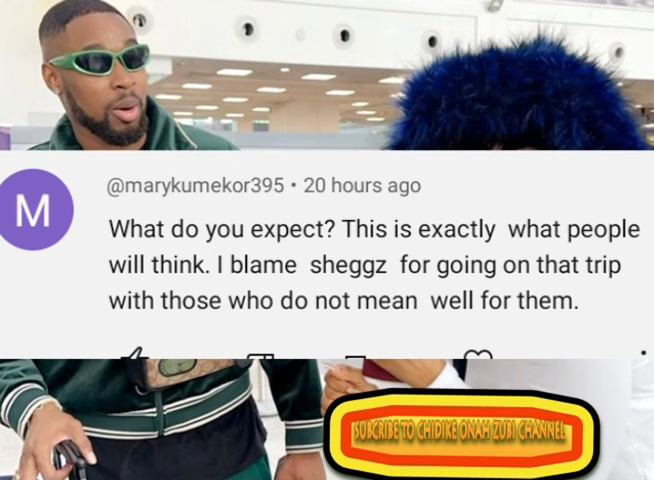 M
@marykumekor395 • 20 hours ago
What do you expect? This is exactly what people
will think. I blame sheggz for going on that trip
with those who do not mean well for them.
SUBCRIBE TO CHIDIKE ONAH ZUBI CHANNEL